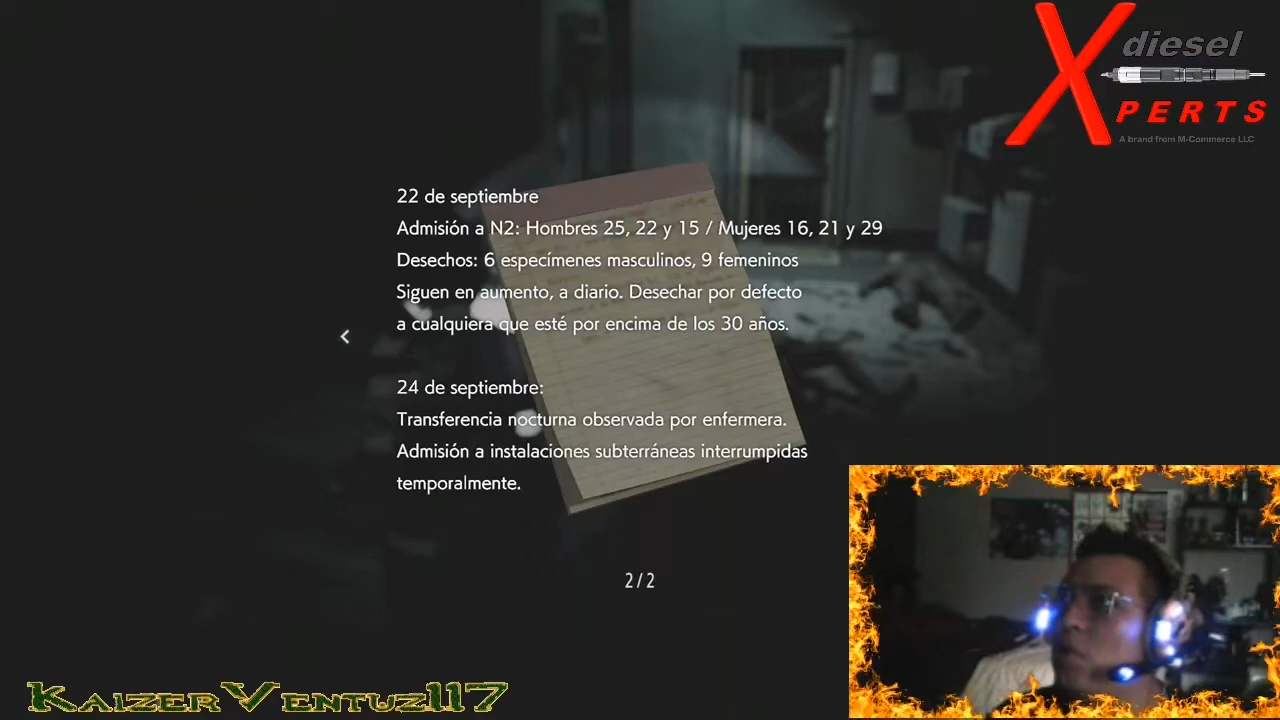 diesel
XPERTS
A brand from M-Commerce LLC
22 de septiembre
Admisión a N2: Hombres 25, 22 y 15 / Mujeres 16, 21 y 29
Desechos: 6 especímenes masculinos, 9 femeninos
Siguen en aumento, a diario. Desechar por defecto
a cualquiera que esté por encima de los 30 años.
24 de septiembre:
Transferencia nocturna observada por enfermera.
Admisión a instalaciones subterráneas interrumpidas
temporalmente.
2 / 2
KaizerVentuz117